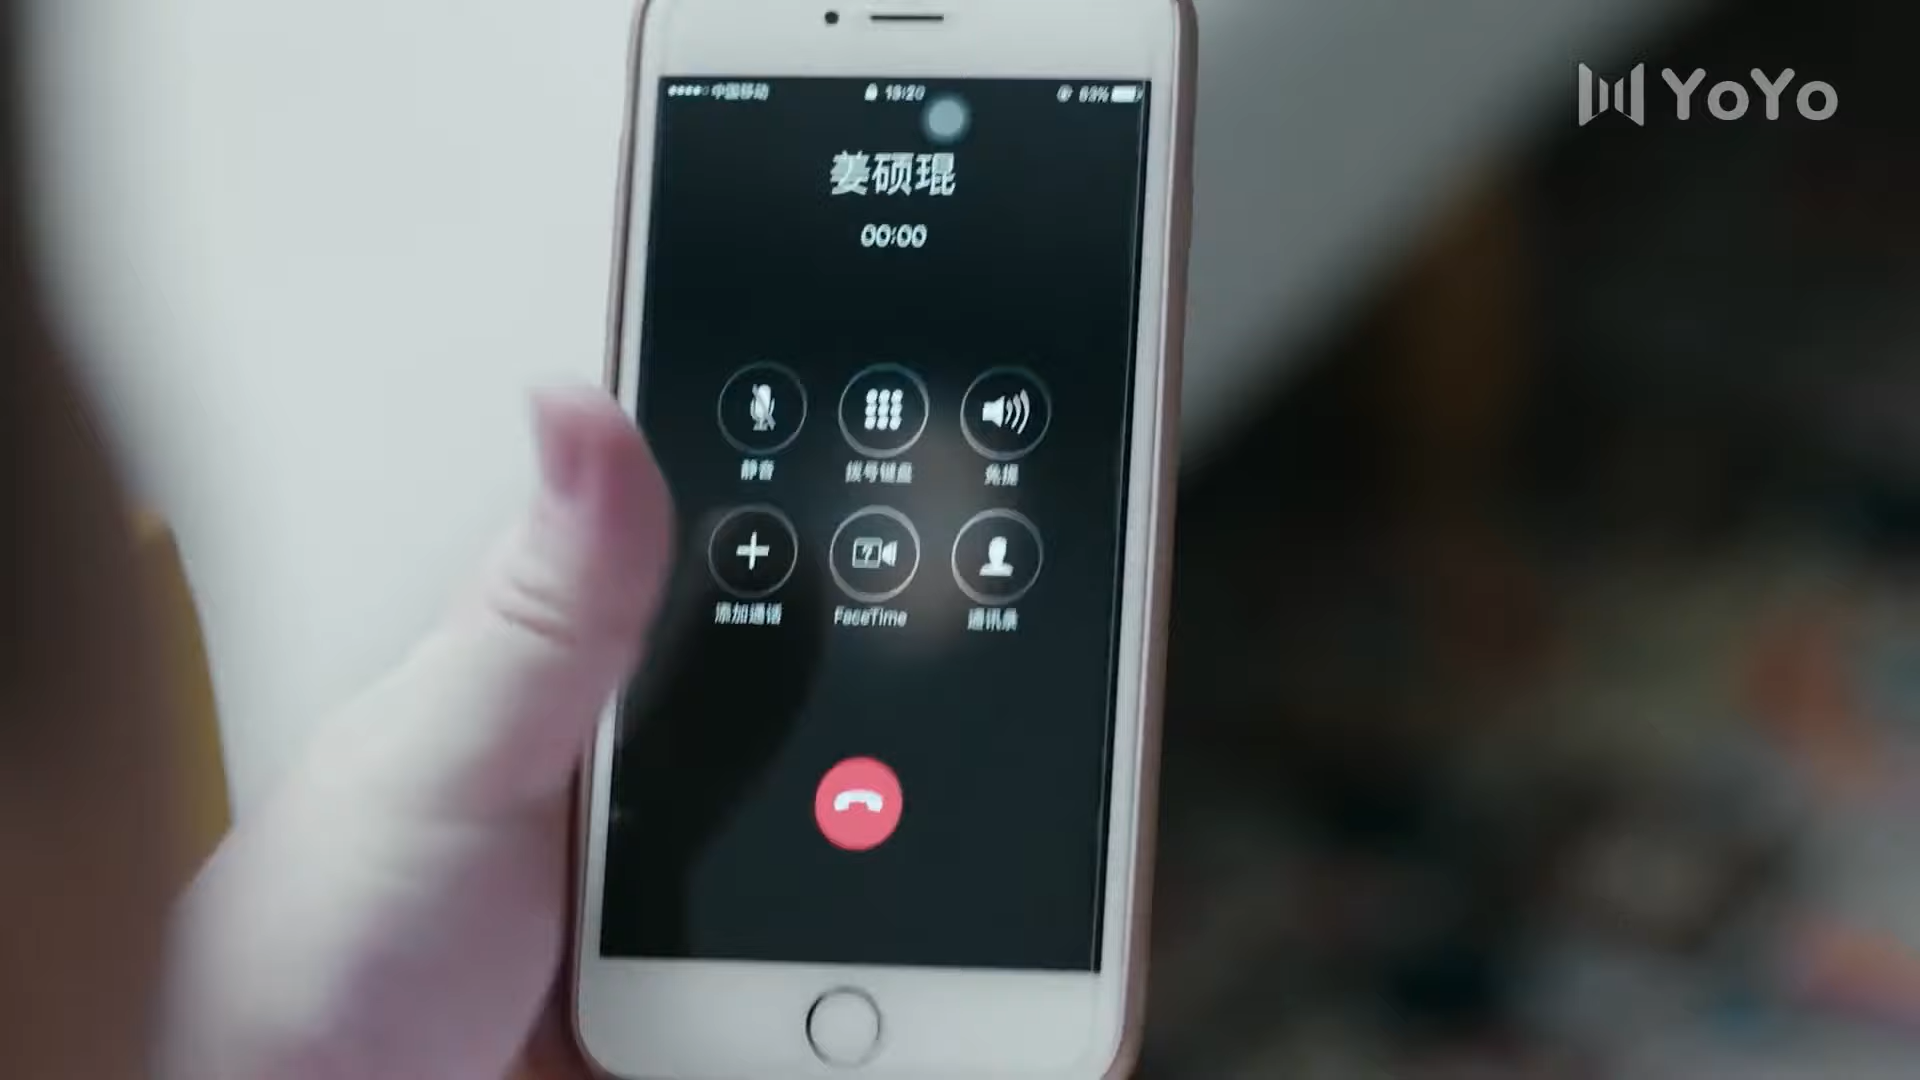 YoYo
中国移动 19:20 63%
姜硕琨
00:00
静音 拨号键盘 免提
添加通话 FaceTime 通讯录